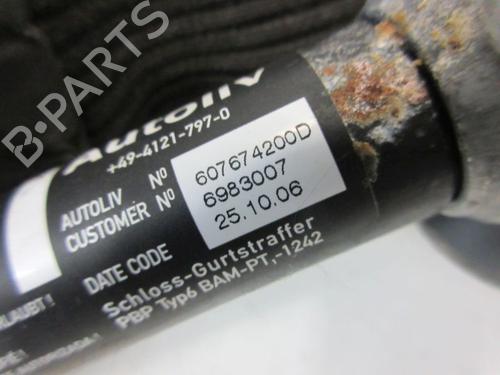 Autoliv
+49-4121-797-0
AUTOLIV Nº 607674200D
CUSTOMER Nº 6983007
DATE CODE 25.10.06
Schloss-Gurtstraffer
PBP Typ6 BAM-PT,-1242
B-PARTS